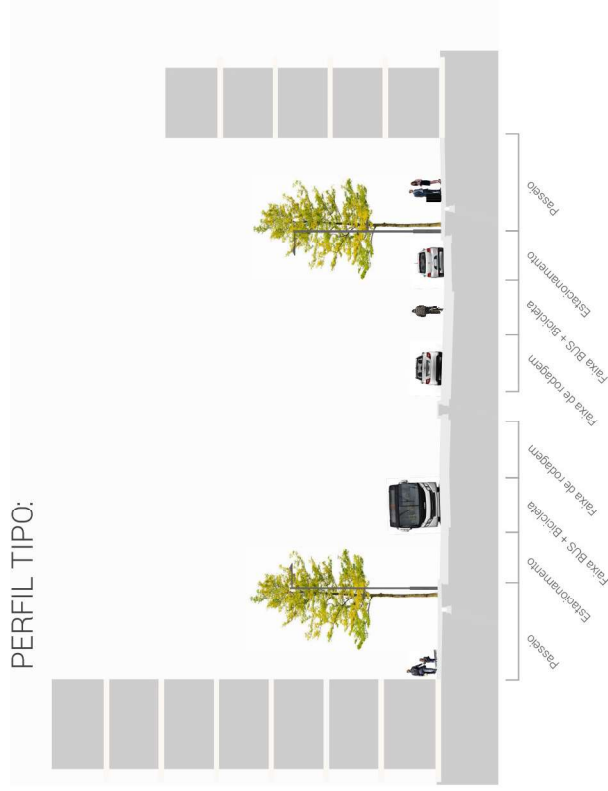 PERFIL TIPO:
Passeio
Estacionamento
Faixa BUS + Bicicleta
Faixa de rodagem
Faixa de rodagem
Faixa BUS + Bicicleta
Estacionamento
Passeio